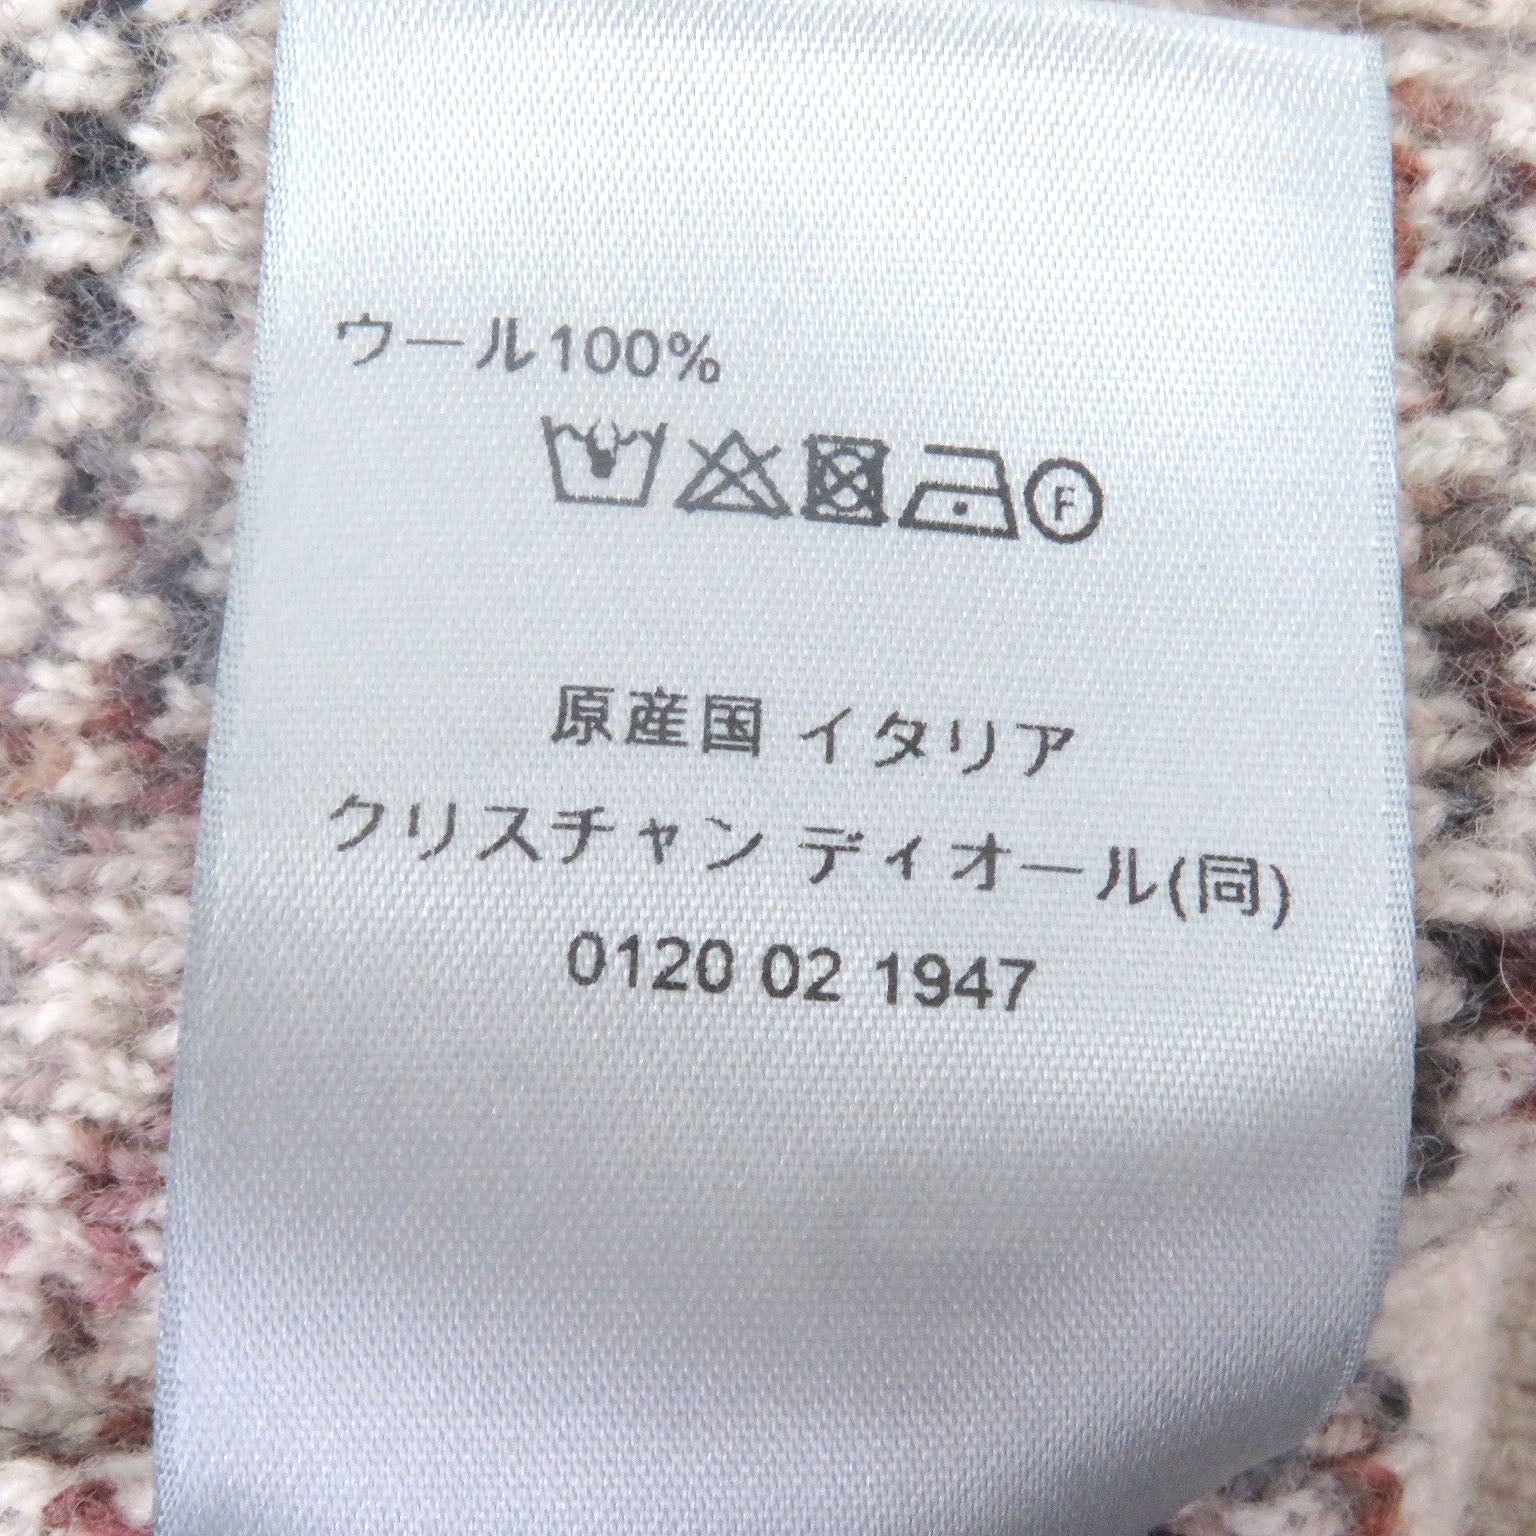 ウール100%
F
原産国 イタリア
クリスチャン ディオール(同)
0120 02 1947